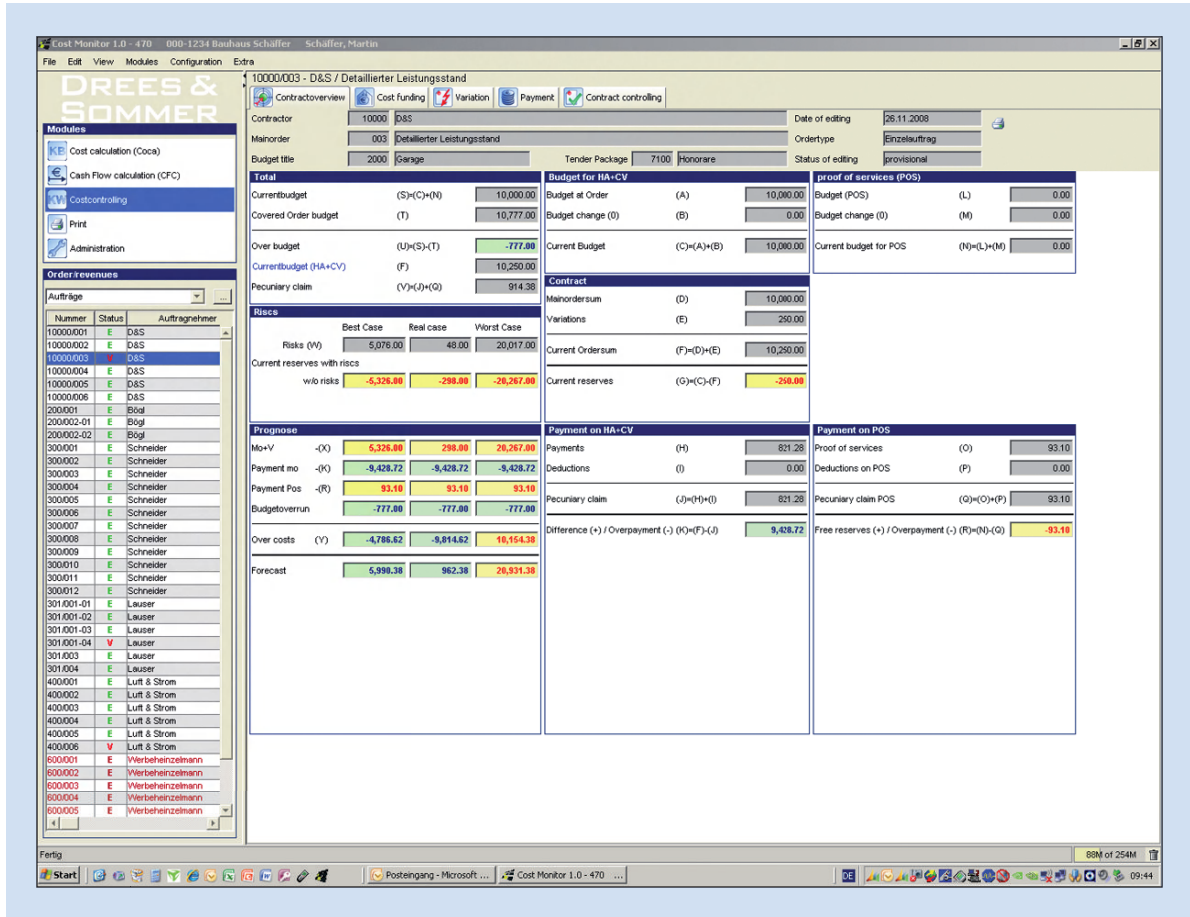 Cost Monitor 1.0 - 470 000-1234 Bauhaus Schäffer Schäffer, Martin
File Edit View Modules Configuration Extra
DREES & SOMMER
10000/003 - D&S / Detaillierter Leistungsstand
Contractoverview Cost funding Variation Payment Contract controlling
Contractor 10000 D&S Date of editing 26.11.2008
Mainorder 003 Detaillierter Leistungsstand Ordertype Einzelauftrag
Budget title 2000 Garage Tender Package 7100 Honorare Status of editing provisional
Modules
KB Cost calculation (Coca)
Cash Flow calculation (CFC)
KW Costcontroling
Print
Administration
Order/revenues
Aufträge ...
Nummer Status Auftragnehmer
10000/001 E D&S
10000/002 E D&S
10000/003 V D&S
10000/004 E D&S
10000/005 E D&S
10000/006 E D&S
200/001 E Bögl
200/002-01 E Bögl
200/002-02 E Bögl
300/001 E Schneider
300/002 E Schneider
300/003 E Schneider
300/004 E Schneider
300/005 E Schneider
300/006 E Schneider
300/007 E Schneider
300/008 E Schneider
300/009 E Schneider
300/010 E Schneider
300/011 E Schneider
300/012 E Schneider
301/001-01 E Lauser
301/001-02 E Lauser
301/001-03 E Lauser
301/001-04 V Lauser
301/003 E Lauser
301/004 E Lauser
400/001 E Luft & Strom
400/002 E Luft & Strom
400/003 E Luft & Strom
400/004 E Luft & Strom
400/005 E Luft & Strom
400/006 V Luft & Strom
600/001 E Werbeheinzelmann
600/002 E Werbeheinzelmann
600/003 E Werbeheinzelmann
600/004 E Werbeheinzelmann
600/005 E Werbeheinzelmann
Total
Currentbudget (S)=(C)+(N) 10,000.00
Covered Order budget (T) 10,777.00
Over budget (U)=(S)-(T) -777.00
Currentbudget (HA+CV) (F) 10,250.00
Pecuniary claim (V)=(J)+(Q) 914.38
Budget for HA+CV
Budget at Order (A) 10,000.00
Budget change (0) (B) 0.00
Current Budget (C)=(A)+(B) 10,000.00
proof of services (POS)
Budget (POS) (L) 0.00
Budget change (0) (M) 0.00
Current budget for POS (N)=(L)+(M) 0.00
Riscs
Best Case Real case Worst Case
Risks (W) 5,076.00 48.00 20,017.00
Current reserves with riscs
w/o risks -5,326.00 -298.00 -20,267.00
Contract
Mainordersum (D) 10,000.00
Variations (E) 250.00
Current Ordersum (F)=(D)+(E) 10,250.00
Current reserves (G)=(C)-(F) -250.00
Prognose
Mo+V -(X) 5,326.00 298.00 20,267.00
Payment mo -(K) -9,428.72 -9,428.72 -9,428.72
Payment Pos -(R) 93.10 93.10 93.10
Budgetoverrun -777.00 -777.00 -777.00
Over costs (Y) -4,786.62 -9,814.62 10,154.38
Forecast 5,990.38 962.38 20,931.38
Payment on HA+CV
Payments (H) 821.28
Deductions (I) 0.00
Pecuniary claim (J)=(H)+(I) 821.28
Difference (+) / Overpayment (-) (K)=(F)-(J) 9,428.72
Payment on POS
Proof of services (O) 93.10
Deductions on POS (P) 0.00
Pecuniary claim POS (Q)=(O)+(P) 93.10
Free reserves (+) / Overpayment (-) (R)=(N)-(Q) -93.10
Fertig 88M of 254M
Start Posteingang - Microsoft ... Cost Monitor 1.0 - 470 ... DE 09:44